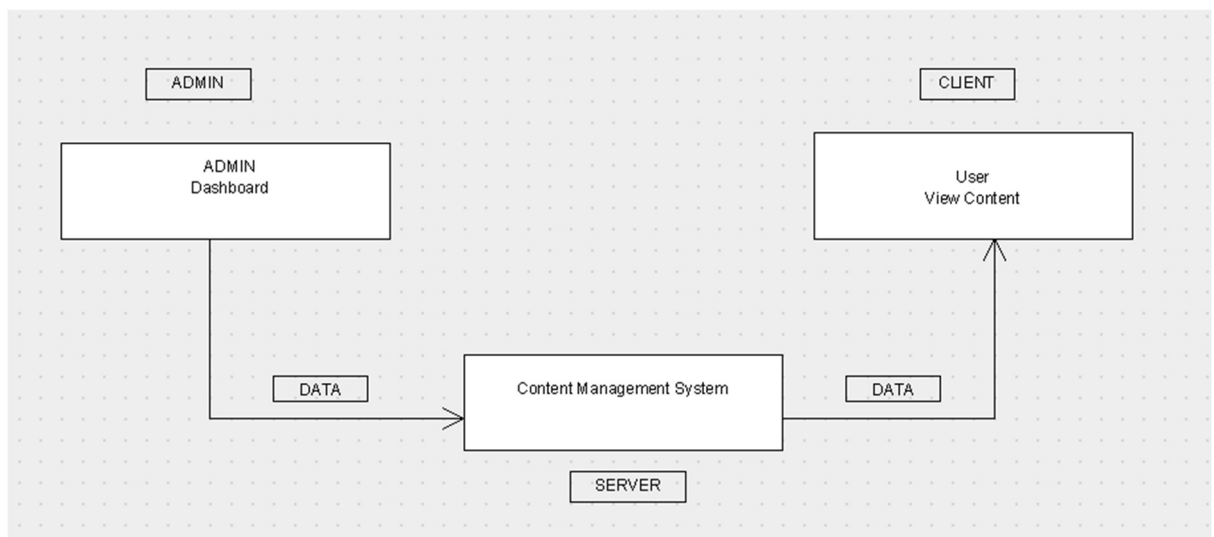 ADMIN
CLIENT
ADMIN
Dashboard
User
View Content
DATA
Content Management System
DATA
SERVER